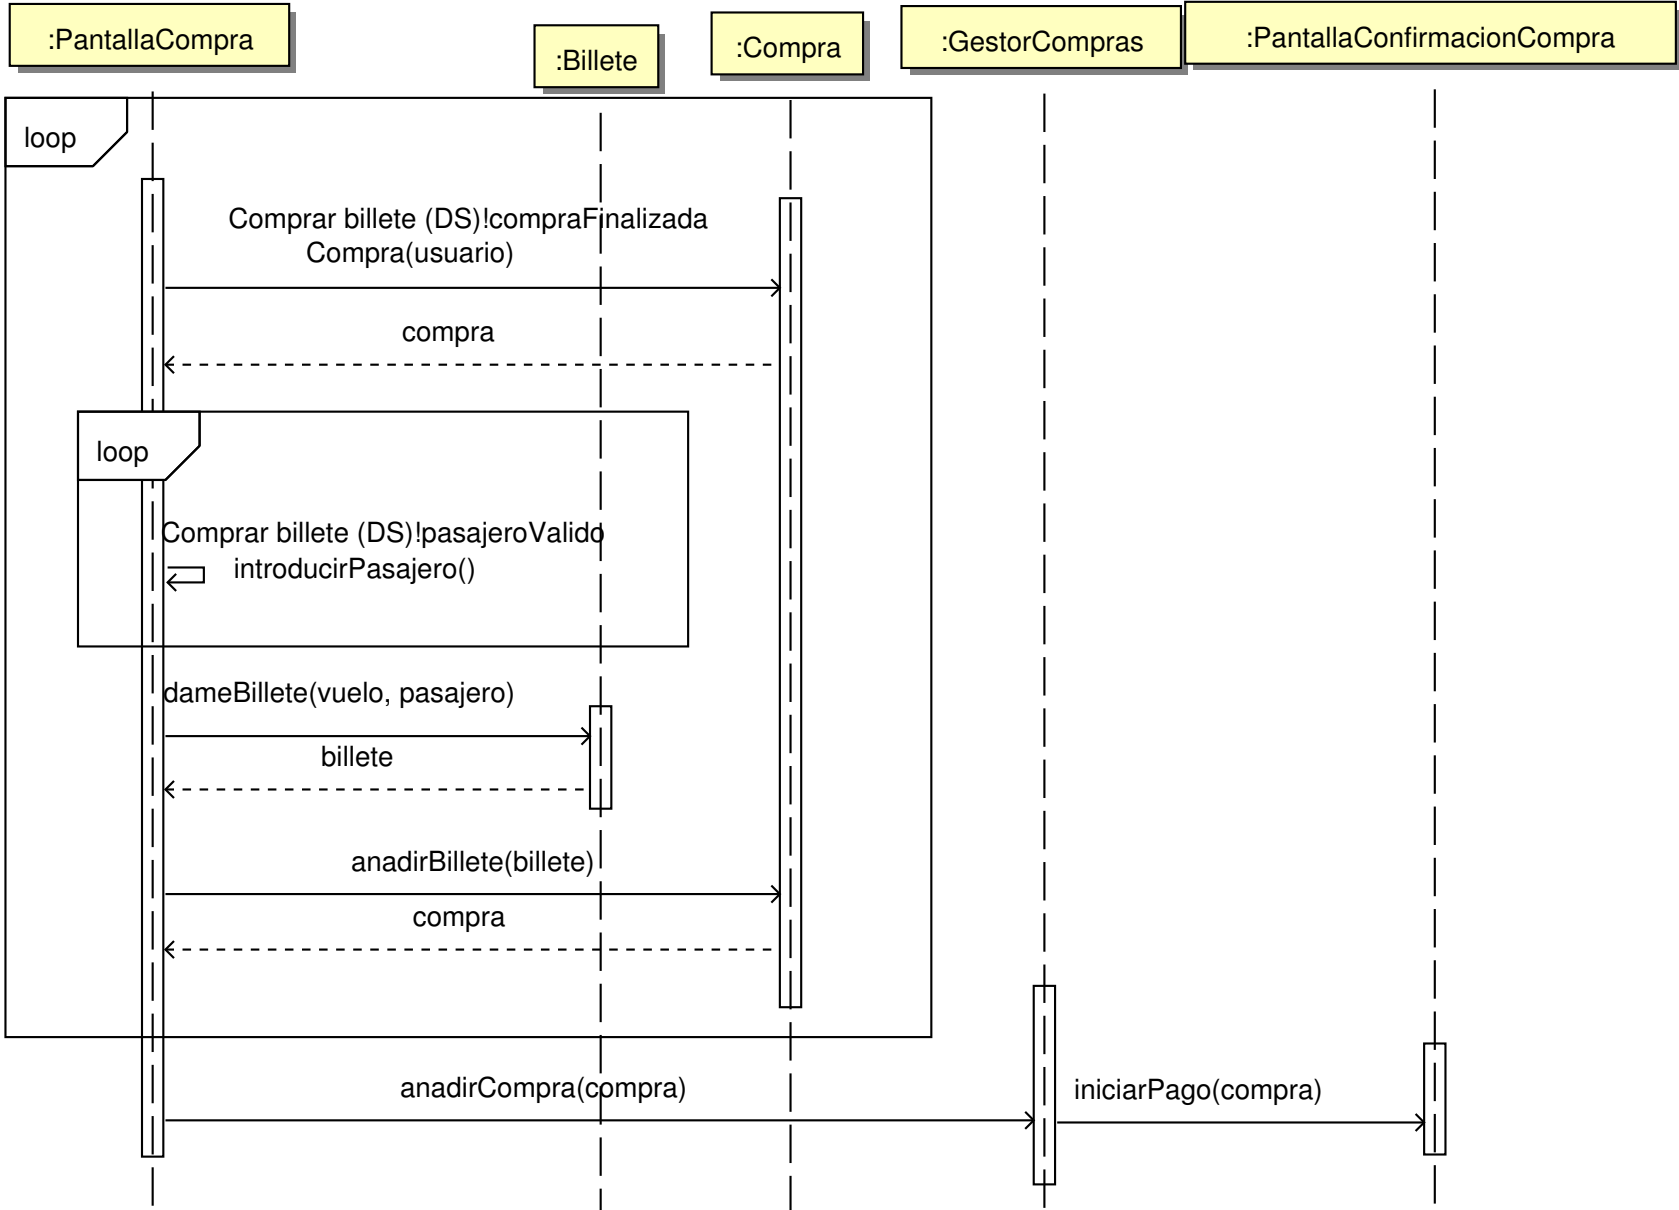 :PantallaCompra
:Billete
:Compra
:GestorCompras
:PantallaConfirmacionCompra
loop
Comprar billete (DS)!compraFinalizada
Compra(usuario)
compra
loop
Comprar billete (DS)!pasajeroValido
introducirPasajero()
dameBillete(vuelo, pasajero)
billete
anadirBillete(billete)
compra
anadirCompra(compra)
iniciarPago(compra)